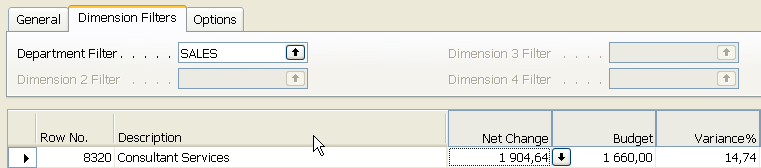 General Dimension Filters Options
Department Filter . . . . . SALES Dimension 3 Filter . . . .
Dimension 2 Filter . . . . Dimension 4 Filter . . . .
Row No. Description Net Change Budget Variance%
8320 Consultant Services 1 904,64 1 660,00 14,74